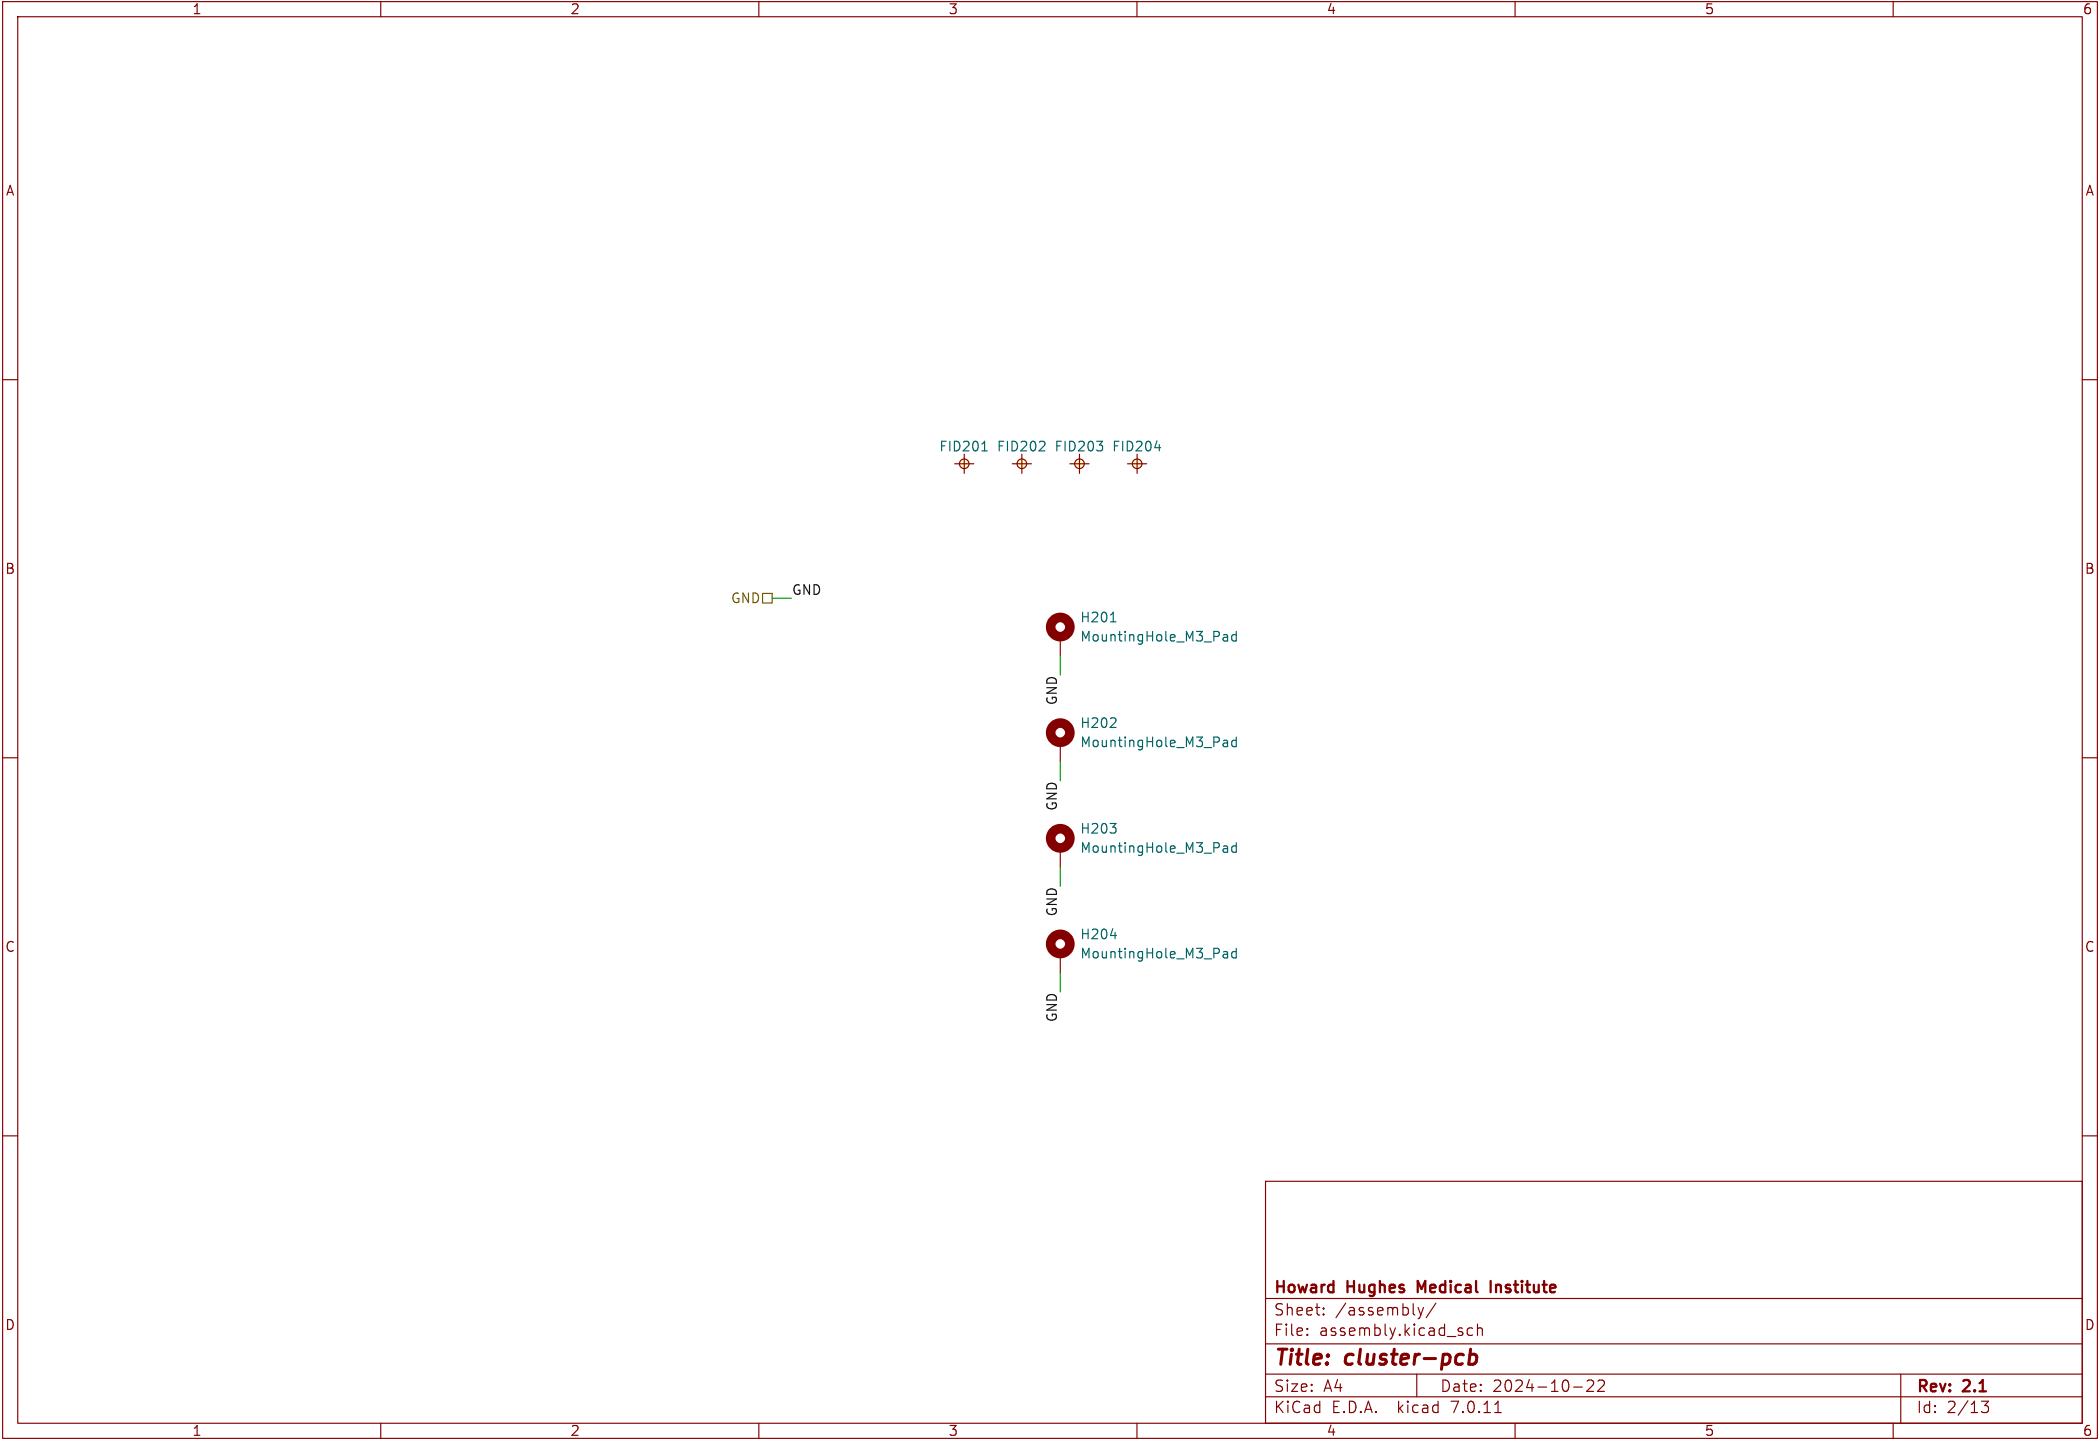 1 2 3 4 5 6
A A
FID201 FID202 FID203 FID204
B B
GND GND
H201
MountingHole_M3_Pad
GND
H202
MountingHole_M3_Pad
GND
H203
MountingHole_M3_Pad
GND
H204
MountingHole_M3_Pad
C C
GND
Howard Hughes Medical Institute
Sheet: /assembly/
File: assembly.kicad_sch
D D
Title: cluster-pcb
Size: A4 Date: 2024-10-22 Rev: 2.1
KiCad E.D.A. kicad 7.0.11 Id: 2/13
1 2 3 4 5 6